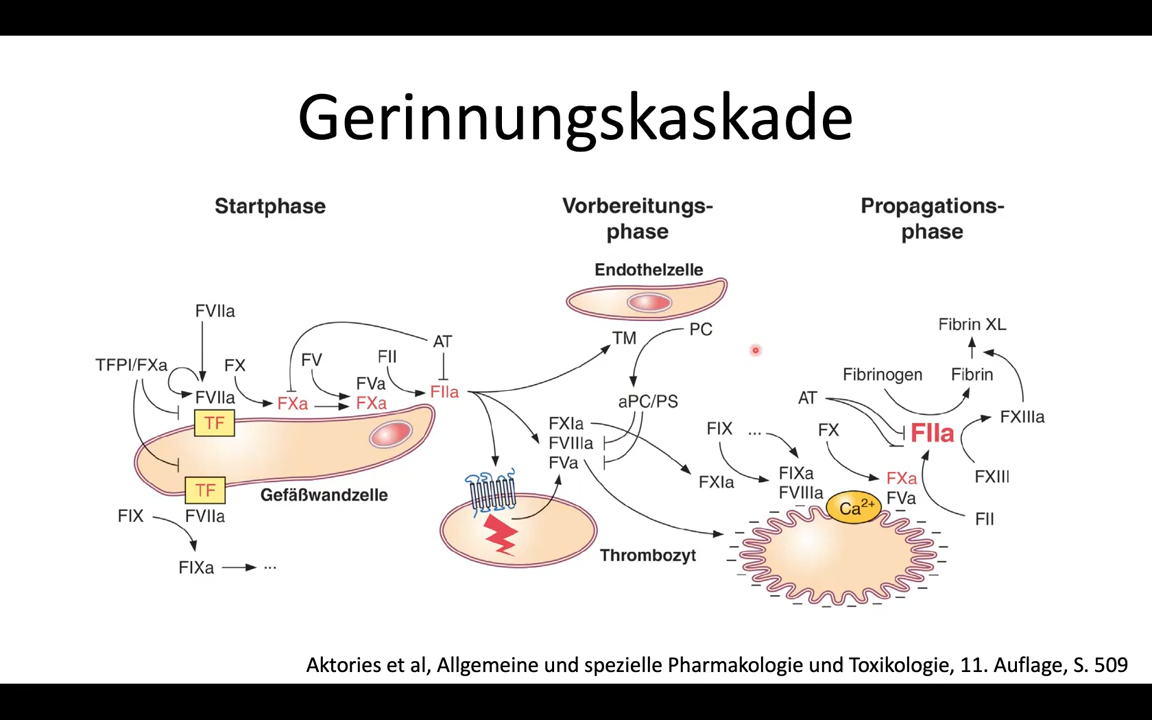 Gerinnungskaskade
Startphase
Vorbereitungs-
phase
Propagations-
phase
Endothelzelle
FVIIa
TFPI/FXa
FX
FV
FII
AT
FVIIa
TF
FXa
FVa
FXa
FIIa
TF
FVIIa
Gefäßwandzelle
FIX
FIXa
...
TM
PC
aPC/PS
FXIa
FVIIIa
FVa
FXIa
Thrombozyt
Fibrin XL
Fibrinogen
Fibrin
AT
FXIIIa
FIX
...
FX
FIIa
FIXa
FVIIIa
FXa
FVa
FXIII
Ca2+
FII
Aktories et al, Allgemeine und spezielle Pharmakologie und Toxikologie, 11. Auflage, S. 509